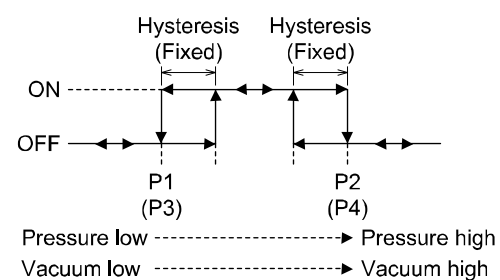 Hysteresis Hysteresis
(Fixed) (Fixed)
ON
OFF
P1 P2
(P3) (P4)
Pressure low Pressure high
Vacuum low Vacuum high